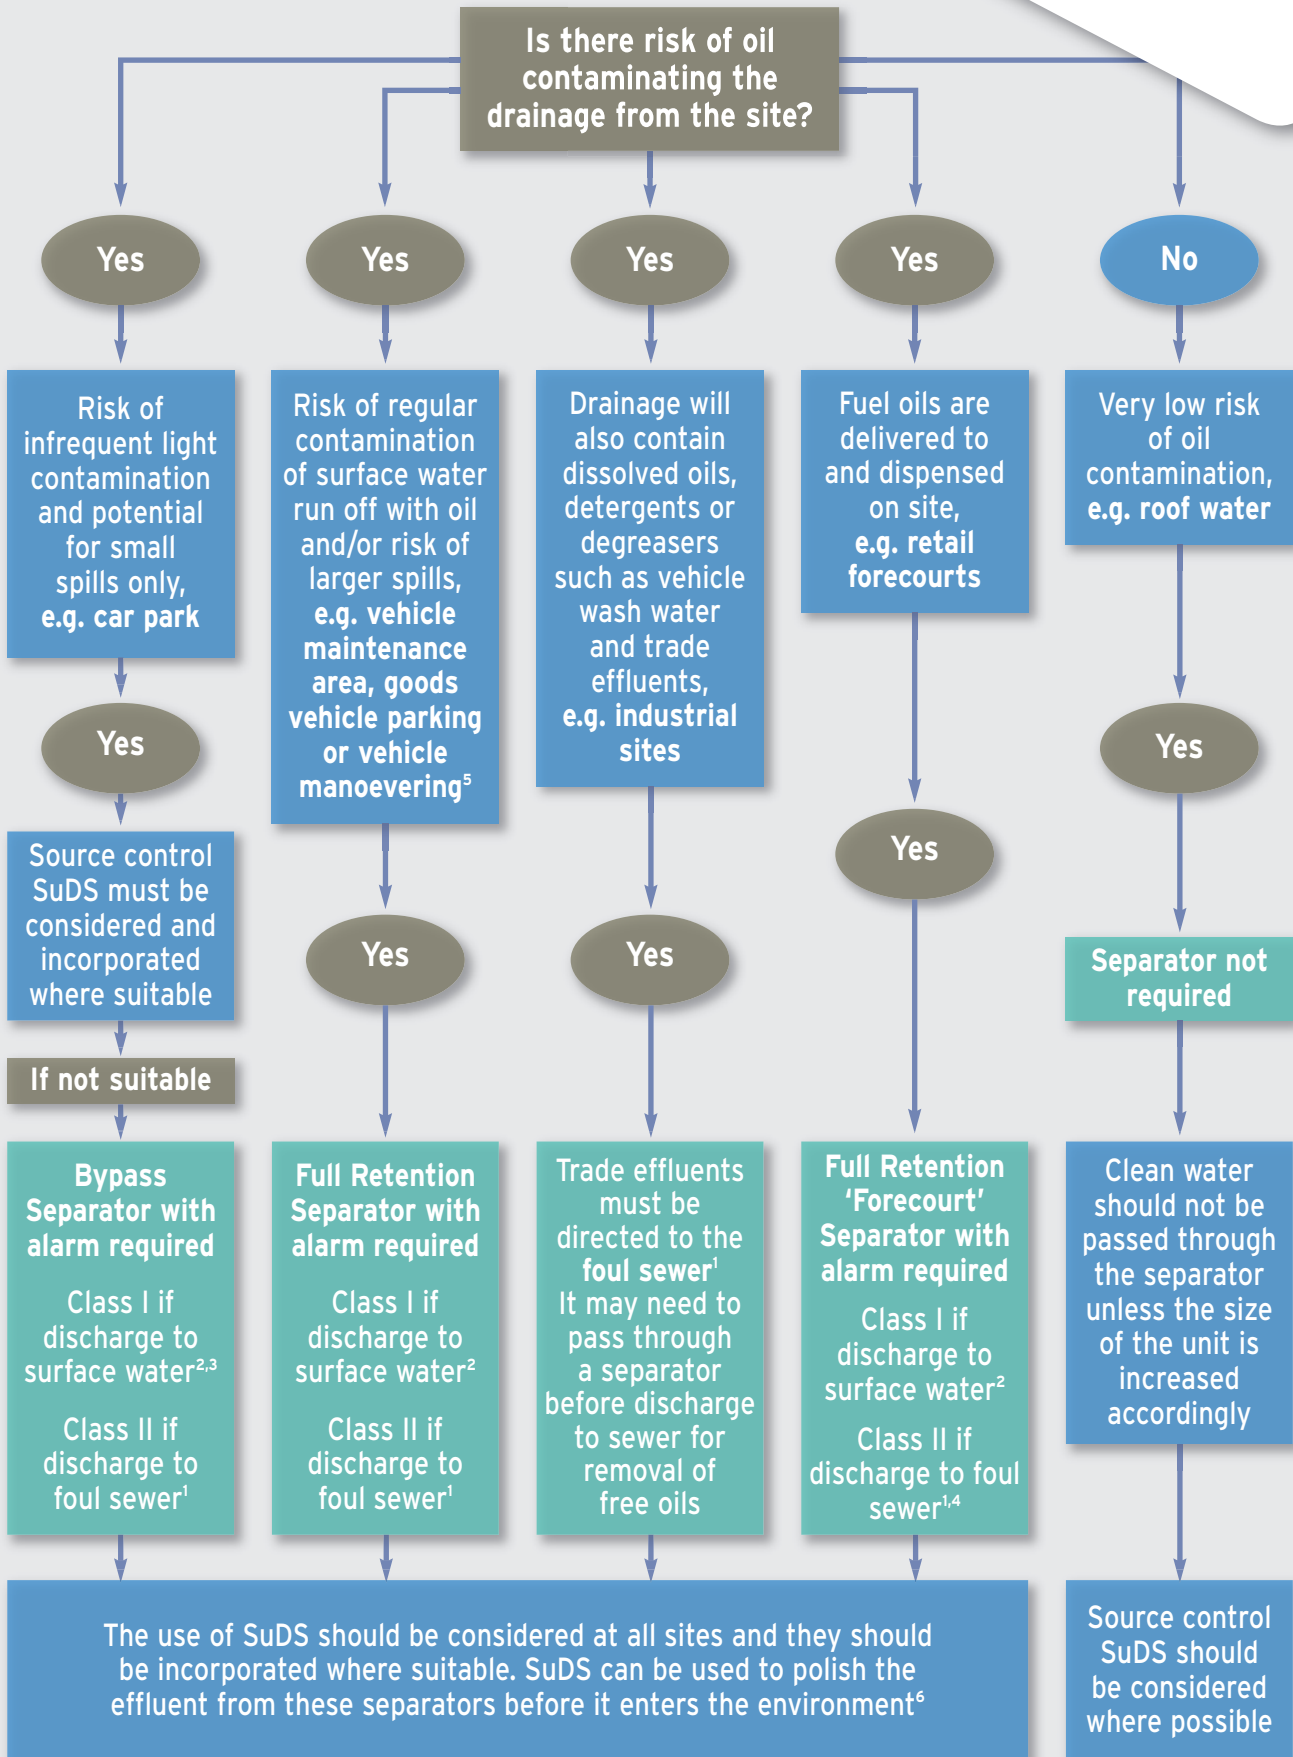 Is there risk of oil
contaminating the
drainage from the site?
Yes
Yes
Yes
Yes
No
Risk of
infrequent light
contamination
and potential
for small
spills only,
e.g. car park
Risk of regular
contamination
of surface water
run off with oil
and/or risk of
larger spills,
e.g. vehicle
maintenance
area, goods
vehicle parking
or vehicle
manoevering⁵
Drainage will
also contain
dissolved oils,
detergents or
degreasers
such as vehicle
wash water
and trade
effluents,
e.g. industrial
sites
Fuel oils are
delivered to
and dispensed
on site,
e.g. retail
forecourts
Very low risk
of oil
contamination,
e.g. roof water
Yes
Yes
Yes
Yes
Yes
Source control
SuDS must be
considered and
incorporated
where suitable
If not suitable
Separator not
required
Bypass
Separator with
alarm required
Class I if
discharge to
surface water²,³
Class II if
discharge to
foul sewer¹
Full Retention
Separator with
alarm required
Class I if
discharge to
surface water²
Class II if
discharge to
foul sewer¹
Trade effluents
must be
directed to the
foul sewer¹
It may need to
pass through
a separator
before discharge
to sewer for
removal of
free oils
Full Retention
‘Forecourt’
Separator with
alarm required
Class I if
discharge to
surface water²
Class II if
discharge to foul
sewer¹,⁴
Clean water
should not be
passed through
the separator
unless the size
of the unit is
increased
accordingly
The use of SuDS should be considered at all sites and they should
be incorporated where suitable. SuDS can be used to polish the
effluent from these separators before it enters the environment⁶
Source control
SuDS should
be considered
where possible